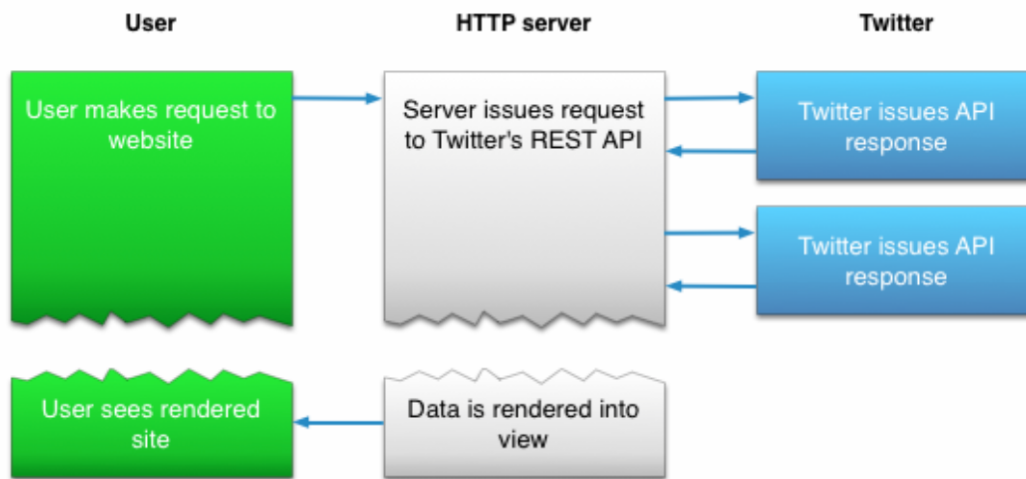 User
HTTP server
Twitter
User makes request to
website
Server issues request
to Twitter's REST API
Twitter issues API
response
Twitter issues API
response
User sees rendered
site
Data is rendered into
view